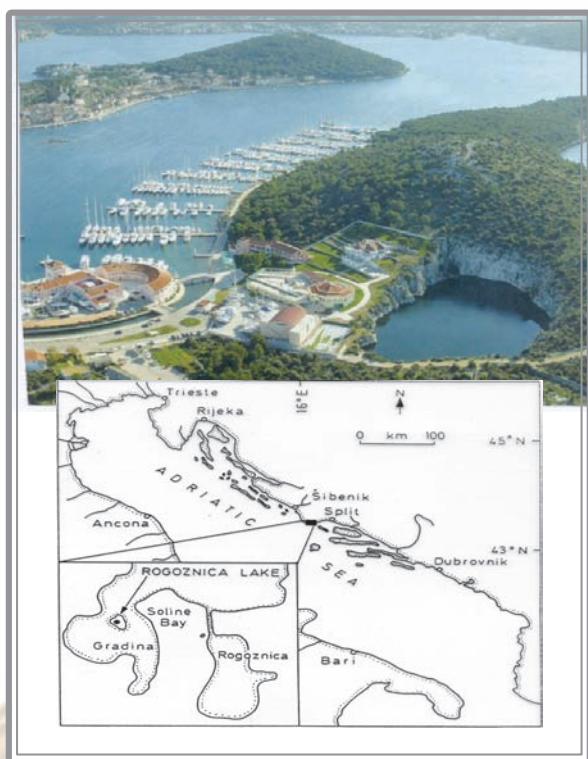 Trieste
Rijeka
16°E
N
0 km 100
45°N
ADRIATIC
SEA
Šibenik
Split
Ancona
43°N
Dubrovnik
ROGOZNICA LAKE
Soline
Bay
Gradina
Rogoznica
Bari